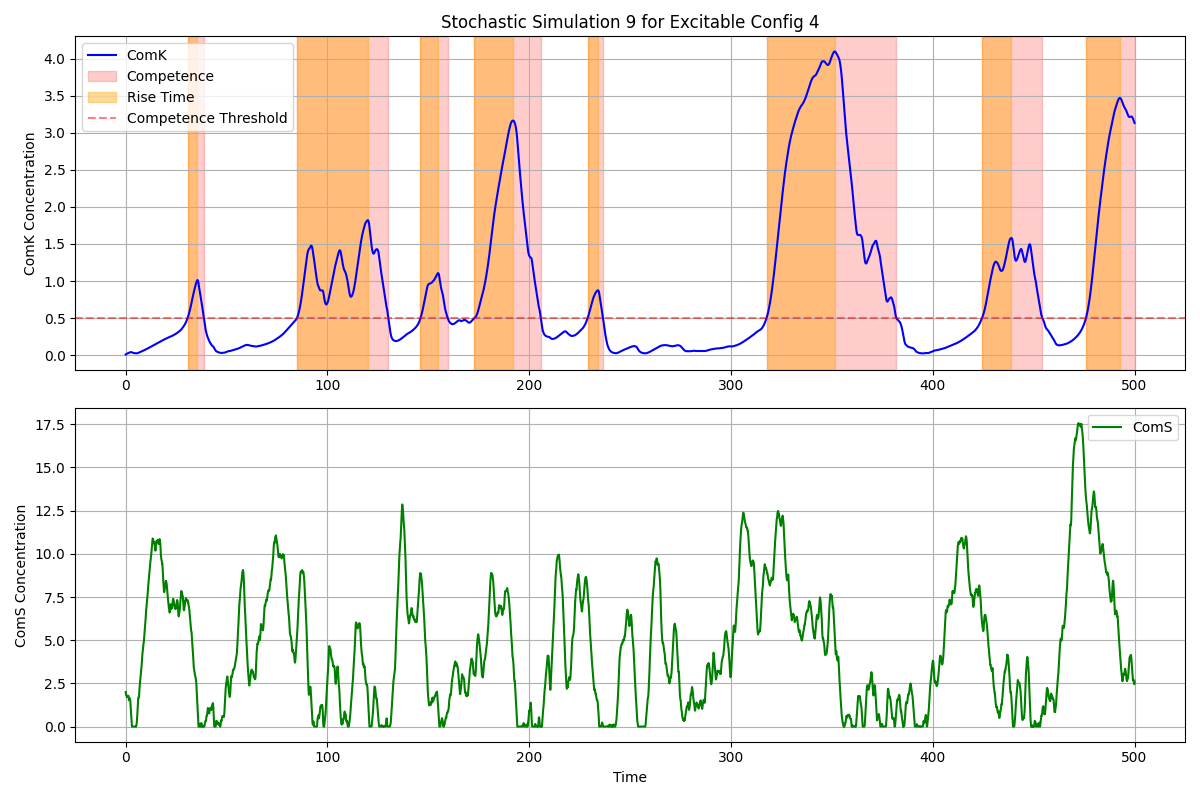 Stochastic Simulation 9 for Excitable Config 4
ComK Concentration
4.0
3.5
3.0
2.5
2.0
1.5
1.0
0.5
0.0
ComK
Competence
Rise Time
Competence Threshold
0 100 200 300 400 500
ComS Concentration
17.5
15.0
12.5
10.0
7.5
5.0
2.5
0.0
ComS
0 100 200 300 400 500
Time